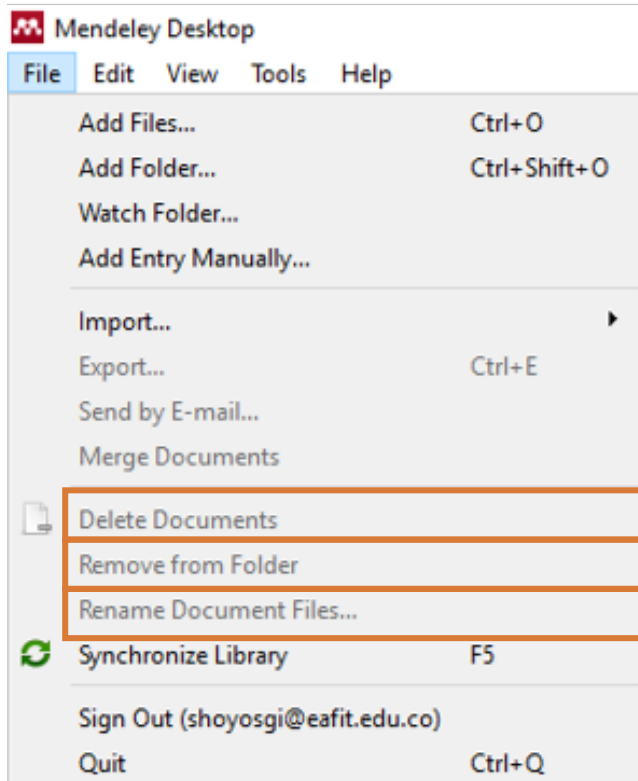 Mendeley Desktop
File Edit View Tools Help
Add Files... Ctrl+O
Add Folder... Ctrl+Shift+O
Watch Folder...
Add Entry Manually...
Import...
Export... Ctrl+E
Send by E-mail...
Merge Documents
Delete Documents
Remove from Folder
Rename Document Files...
Synchronize Library F5
Sign Out (shoyosgi@eafit.edu.co)
Quit Ctrl+Q